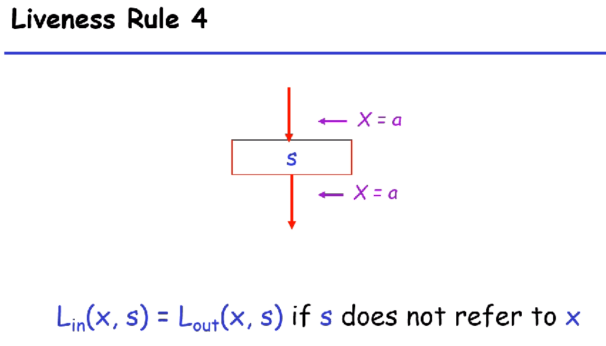 Liveness Rule 4
X = a
s
X = a
Lin(x, s) = Lout(x, s) if s does not refer to x